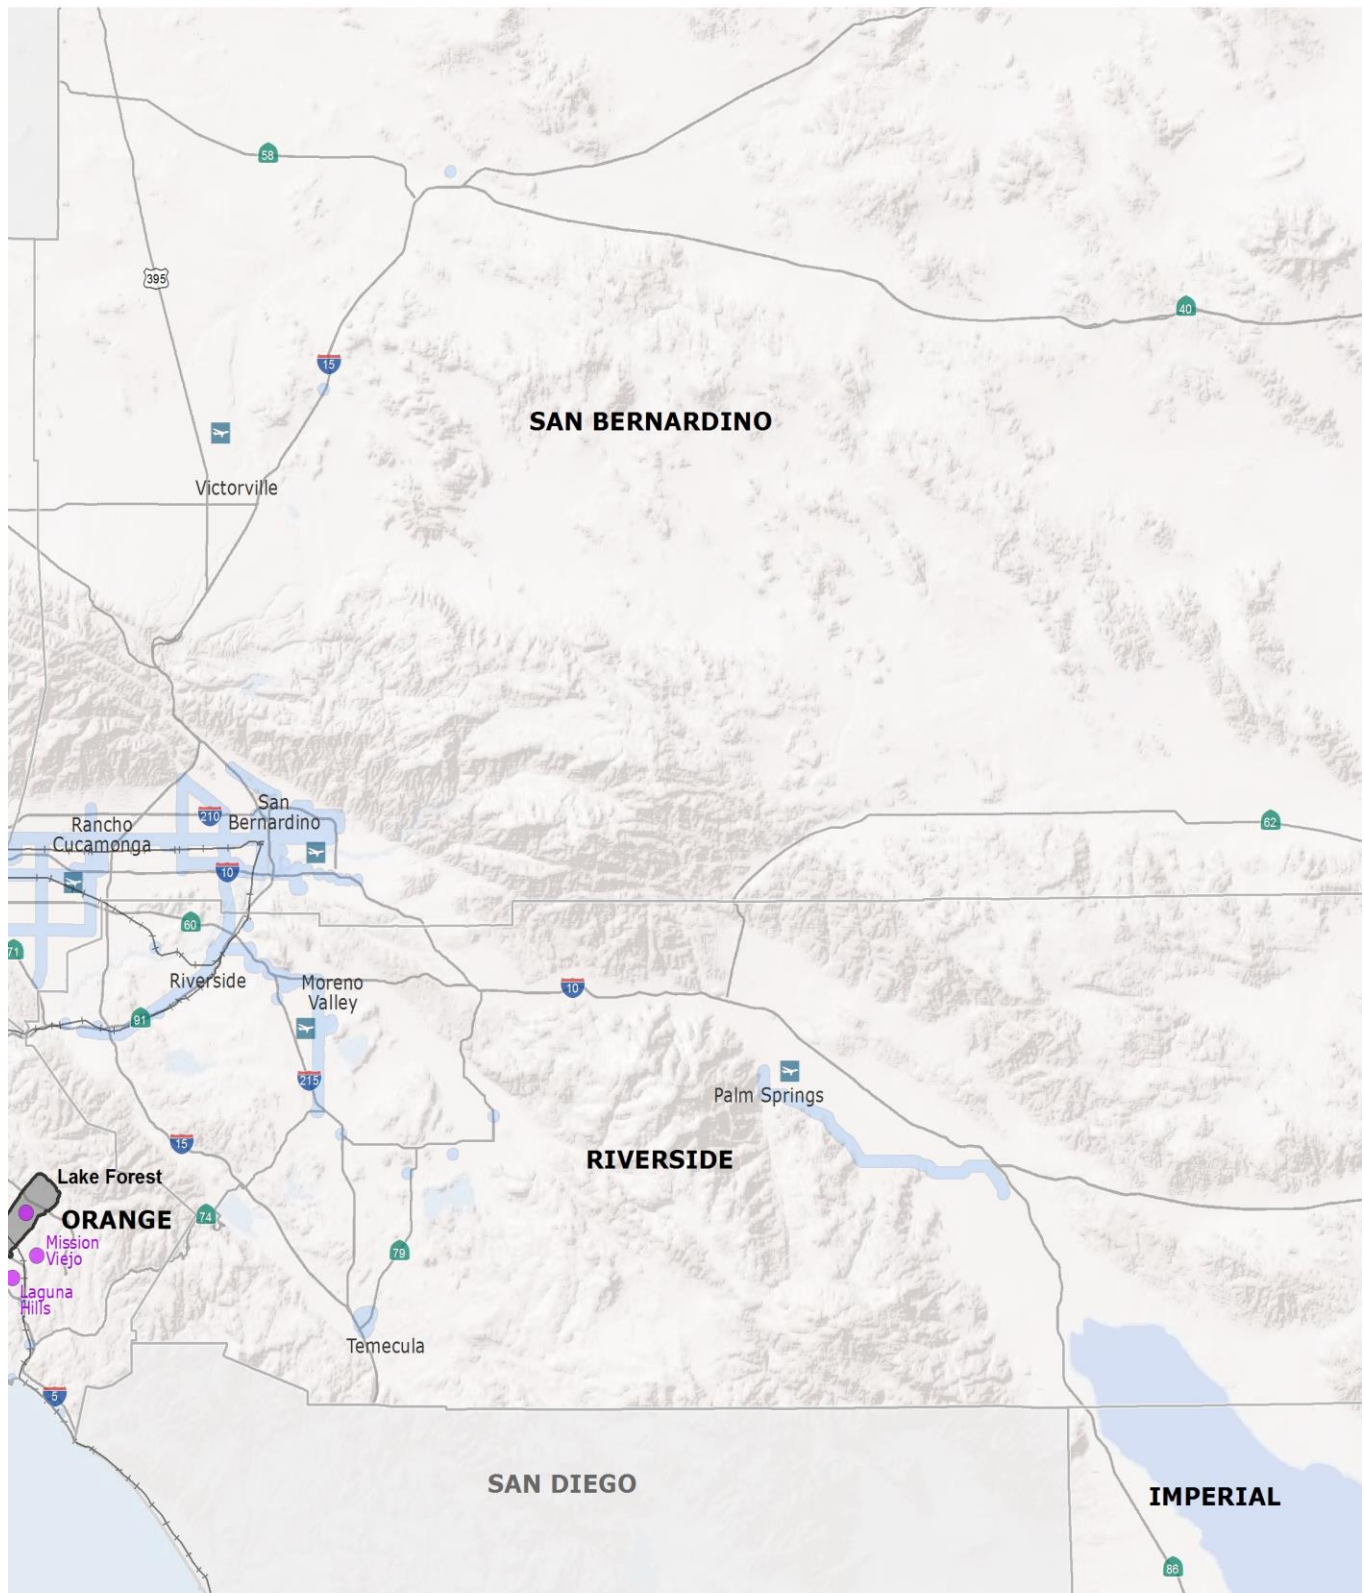 58
395
40
15
SAN BERNARDINO
Victorville
San
Bernardino
210
Rancho
Cucamonga
62
10
60
71
Riverside
Moreno
Valley
10
91
215
Palm Springs
15
RIVERSIDE
Lake Forest
ORANGE
74
Mission
Viejo
79
Laguna
Hills
Temecula
5
SAN DIEGO
IMPERIAL
86